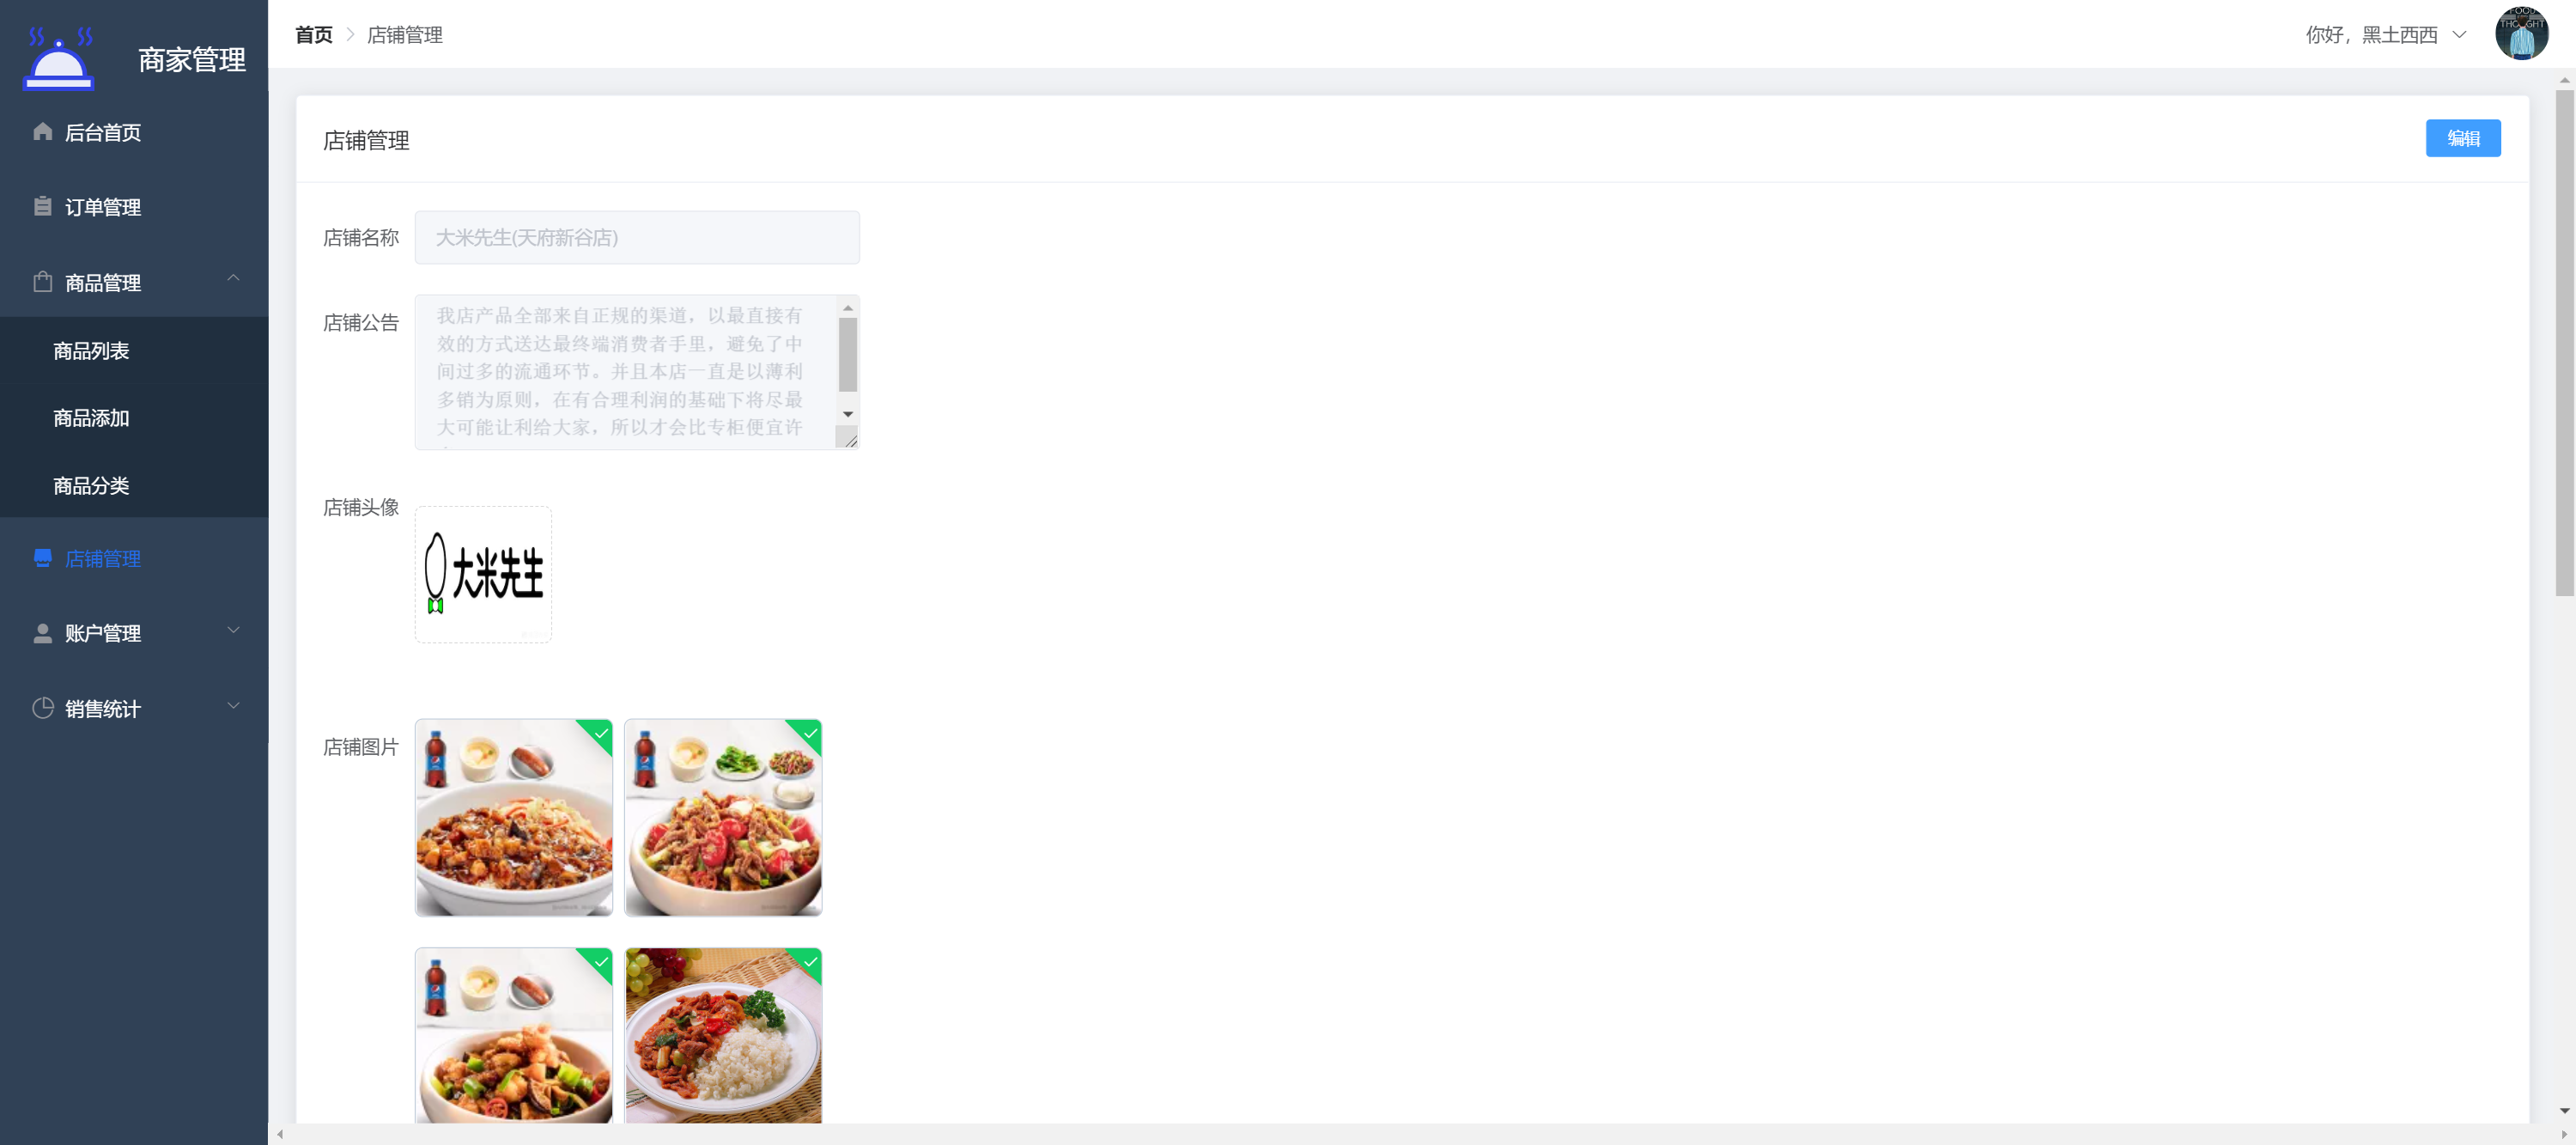 商家管理
首页
店铺管理
你好，黑土西西
FOOD
THOUGHT
后台首页
订单管理
商品管理
商品列表
商品添加
商品分类
店铺管理
账户管理
销售统计
店铺管理
编辑
店铺名称
大米先生(天府新谷店)
店铺公告
我店产品全部来自正规的渠道，以最直接有
效的方式送达最终端消费者手里，避免了中
间过多的流通环节。并且本店一直是以薄利
多销为原则，在有合理利润的基础下将尽最
大可能让利给大家，所以才会比专柜便宜许
店铺头像
大米先生
店铺图片